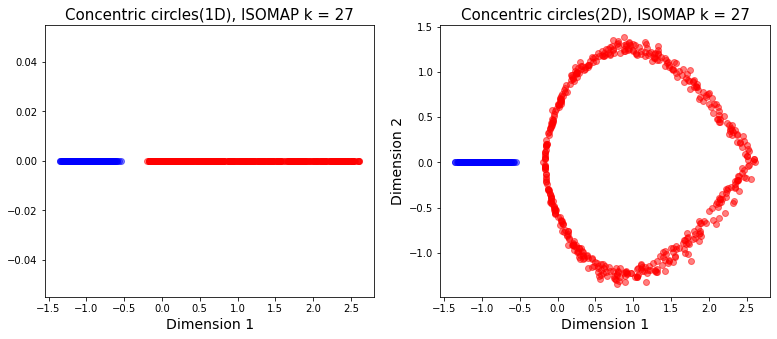 Concentric circles(1D), ISOMAP k = 27
0.04
0.02
0.00
−0.02
−0.04
−1.5 −1.0 −0.5 0.0 0.5 1.0 1.5 2.0 2.5
Dimension 1
Concentric circles(2D), ISOMAP k = 27
Dimension 2
1.5
1.0
0.5
0.0
−0.5
−1.0
−1.5 −1.0 −0.5 0.0 0.5 1.0 1.5 2.0 2.5
Dimension 1